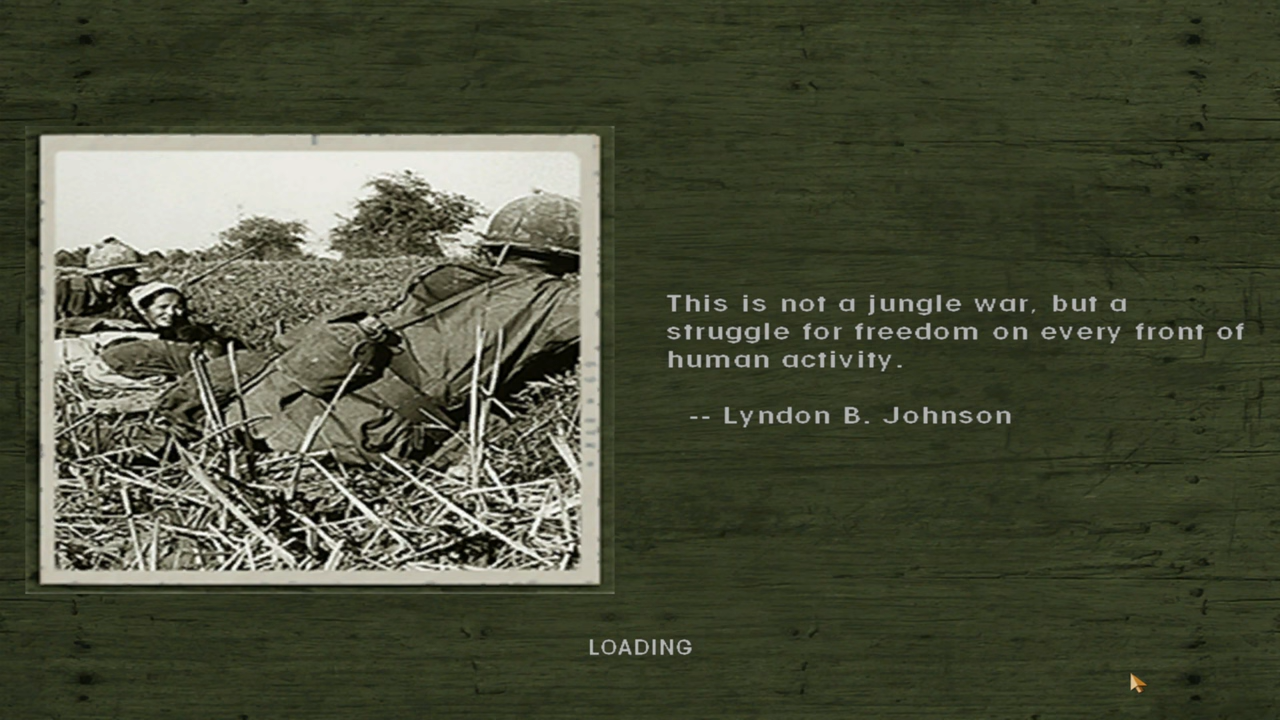 This is not a jungle war, but a
struggle for freedom on every front of
human activity.
-- Lyndon B. Johnson
LOADING